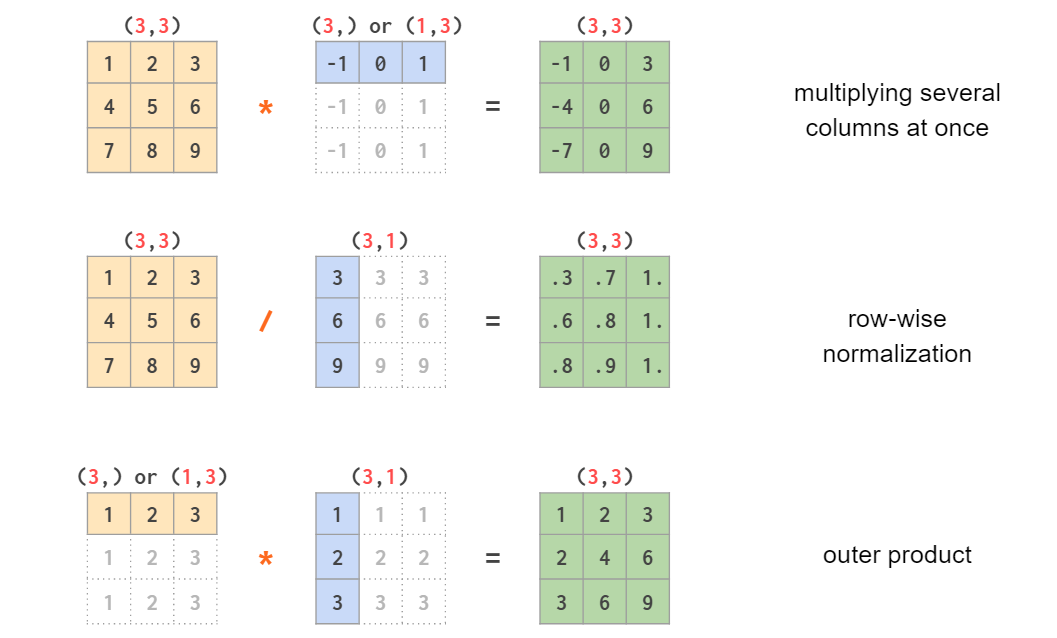 (3,3) (3,) or (1,3) (3,3)
1 2 3 -1 0 1 -1 0 3
4 5 6 * -1 0 1 = -4 0 6
7 8 9 -1 0 1 -7 0 9
multiplying several
columns at once
(3,3) (3,1) (3,3)
1 2 3 3 3 3 .3 .7 1.
4 5 6 / 6 6 6 = .6 .8 1.
7 8 9 9 9 9 .8 .9 1.
row-wise
normalization
(3,) or (1,3) (3,1) (3,3)
1 2 3 1 1 1 1 2 3
1 2 3 * 2 2 2 = 2 4 6
1 2 3 3 3 3 3 6 9
outer product